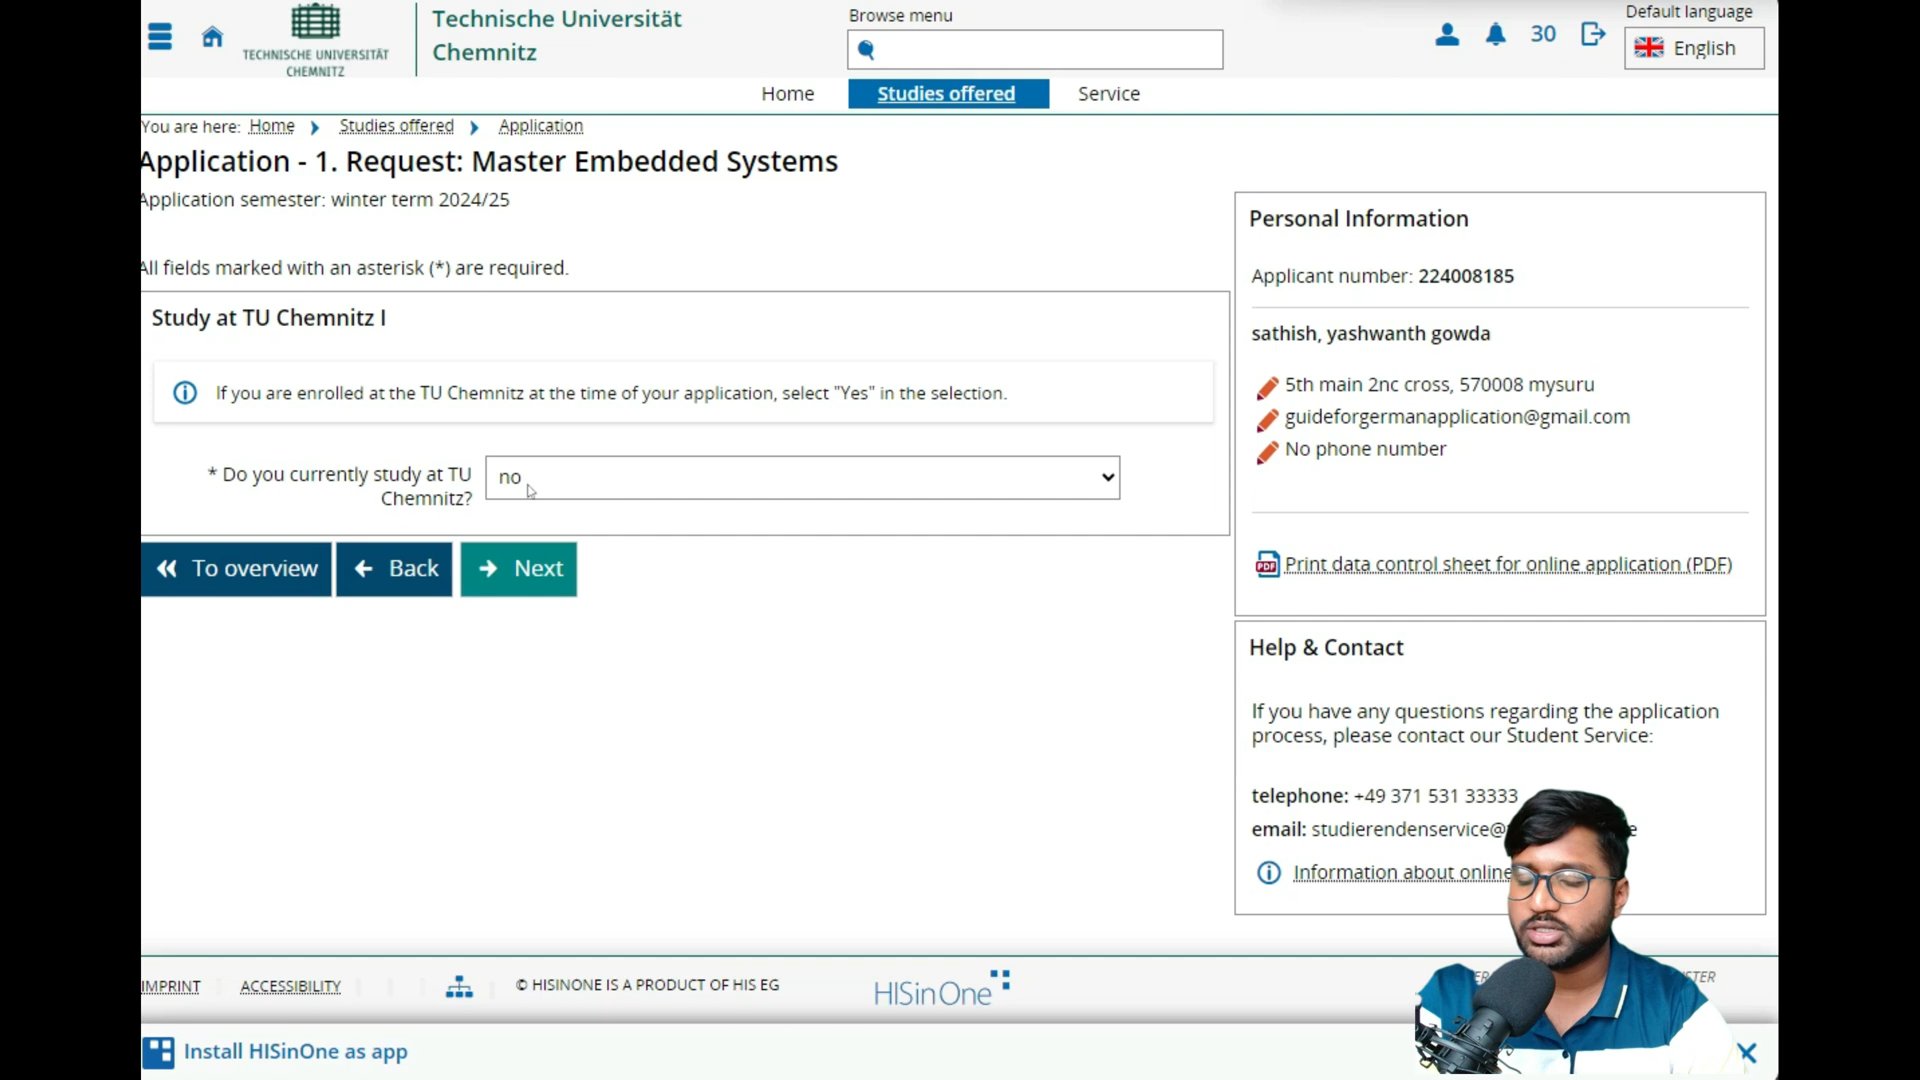 Technische Universität
Chemnitz
TECHNISCHE UNIVERSITÄT
CHEMNITZ
Browse menu
30
Default language
English
Home
Studies offered
Service
You are here: Home
Studies offered
Application
Application - 1. Request: Master Embedded Systems
Application semester: winter term 2024/25
All fields marked with an asterisk (*) are required.
Study at TU Chemnitz I
If you are enrolled at the TU Chemnitz at the time of your application, select "Yes" in the selection.
* Do you currently study at TU
Chemnitz?
no
To overview
Back
Next
Personal Information
Applicant number: 224008185
sathish, yashwanth gowda
5th main 2nc cross, 570008 mysuru
guideforgermanapplication@gmail.com
No phone number
PDF
Print data control sheet for online application (PDF)
Help & Contact
If you have any questions regarding the application
process, please contact our Student Service:
telephone: +49 371 531 33333
email: studierendenservice@
Information about online
IMPRINT
ACCESSIBILITY
© HISINONE IS A PRODUCT OF HIS EG
HISinOne
Install HISinOne as app